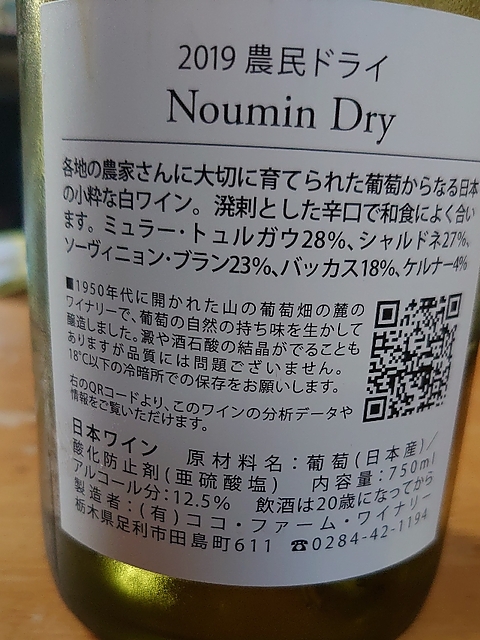 2019 農民ドライ
Noumin Dry
各地の農家さんに大切に育てられた葡萄からなる日本
の小粋な白ワイン。溌剌とした辛口で和食によく合い
ます。ミュラー・トュルガウ28%、シャルドネ27%、
ソーヴィニョン・ブラン23%、バッカス18%、ケルナー4%
■1950年代に開かれた山の葡萄畑の麓の
ワイナリーで、葡萄の自然の持ち味を生かして
醸造しました。澱や酒石酸の結晶がでることも
ありますが品質には問題ございません。
18℃以下の冷暗所での保存をお願いします。
右のQRコードより、このワインの分析データや
情報をご覧いただけます。
日本ワイン 原材料名:葡萄(日本産)/
酸化防止剤(亜硫酸塩) 内容量:750ml
アルコール分:12.5% 飲酒は20歳になってから
製造者:(有)ココ・ファーム・ワイナリー
栃木県足利市田島町611 ☎0284-42-1194